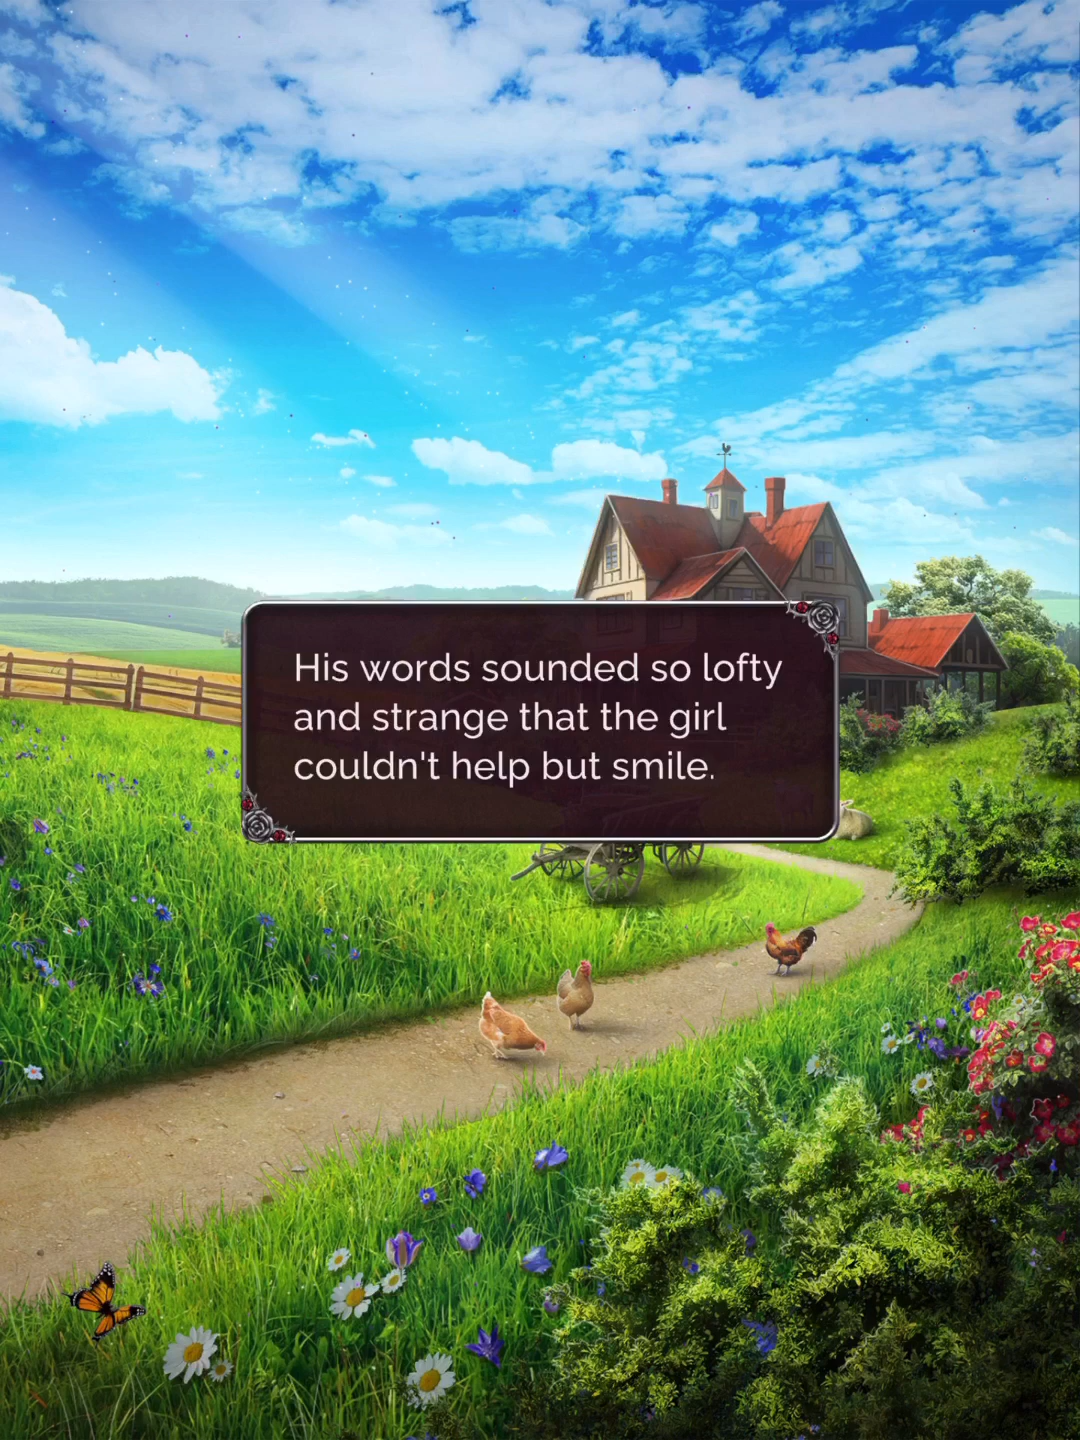 His words sounded so lofty
and strange that the girl
couldn't help but smile.